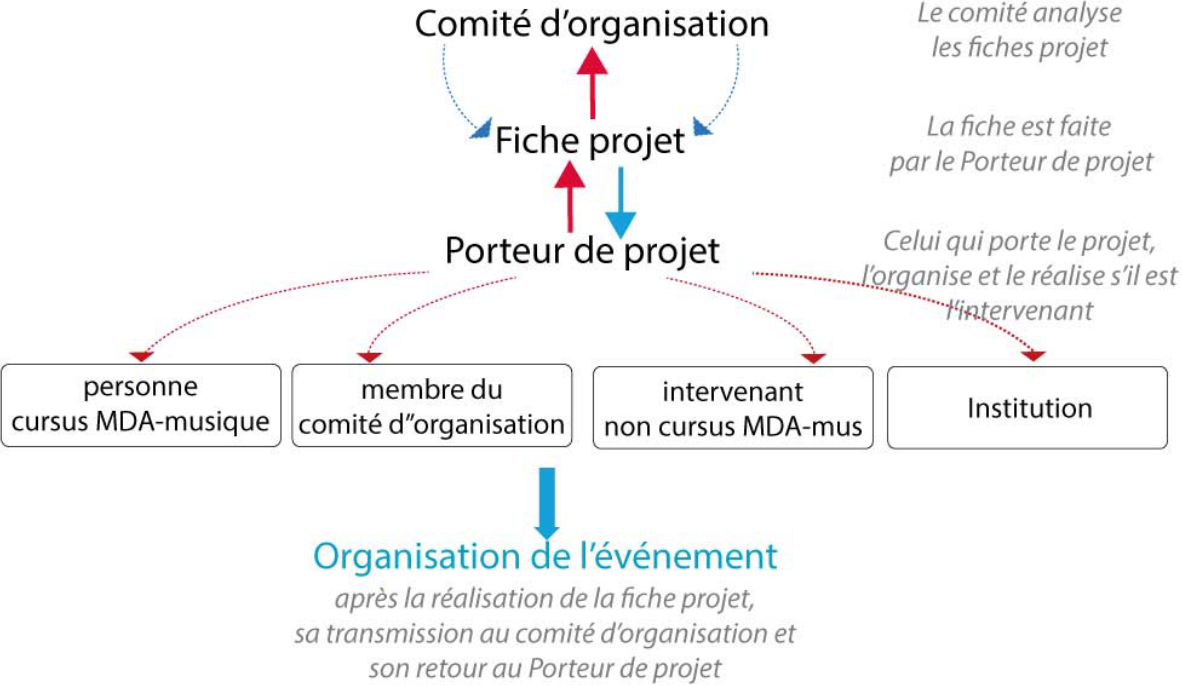 Comité d’organisation
Le comité analyse
les fiches projet
Fiche projet
La fiche est faite
par le Porteur de projet
Porteur de projet
Celui qui porte le projet,
l’organise et le réalise s’il est
l’intervenant
personne
cursus MDA-musique
membre du
comité d”organisation
intervenant
non cursus MDA-mus
Institution
Organisation de l’événement
après la réalisation de la fiche projet,
sa transmission au comité d’organisation et
son retour au Porteur de projet